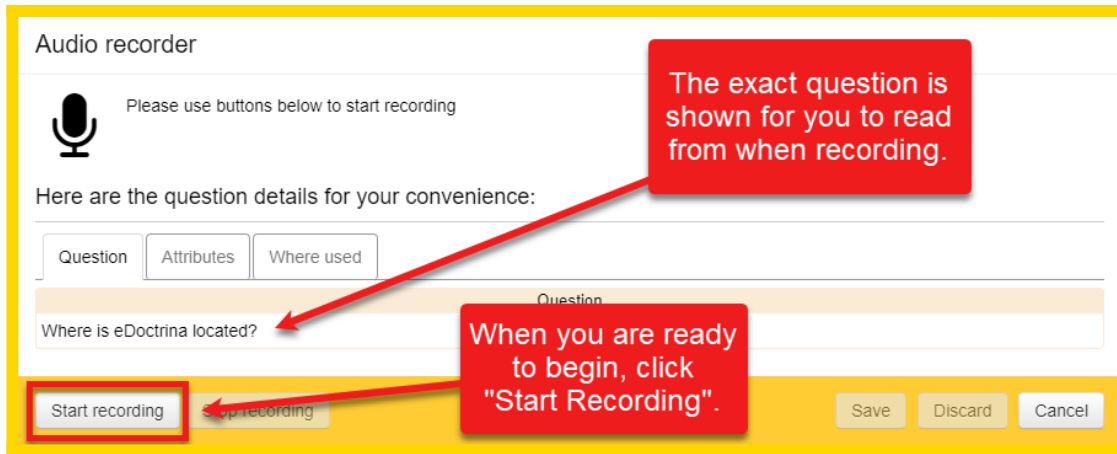 Audio recorder
Please use buttons below to start recording
The exact question is
shown for you to read
from when recording.
Here are the question details for your convenience:
Question Attributes Where used
Question
Where is eDoctrina located?
When you are ready
to begin, click
"Start Recording".
Start recording Stop recording Save Discard Cancel